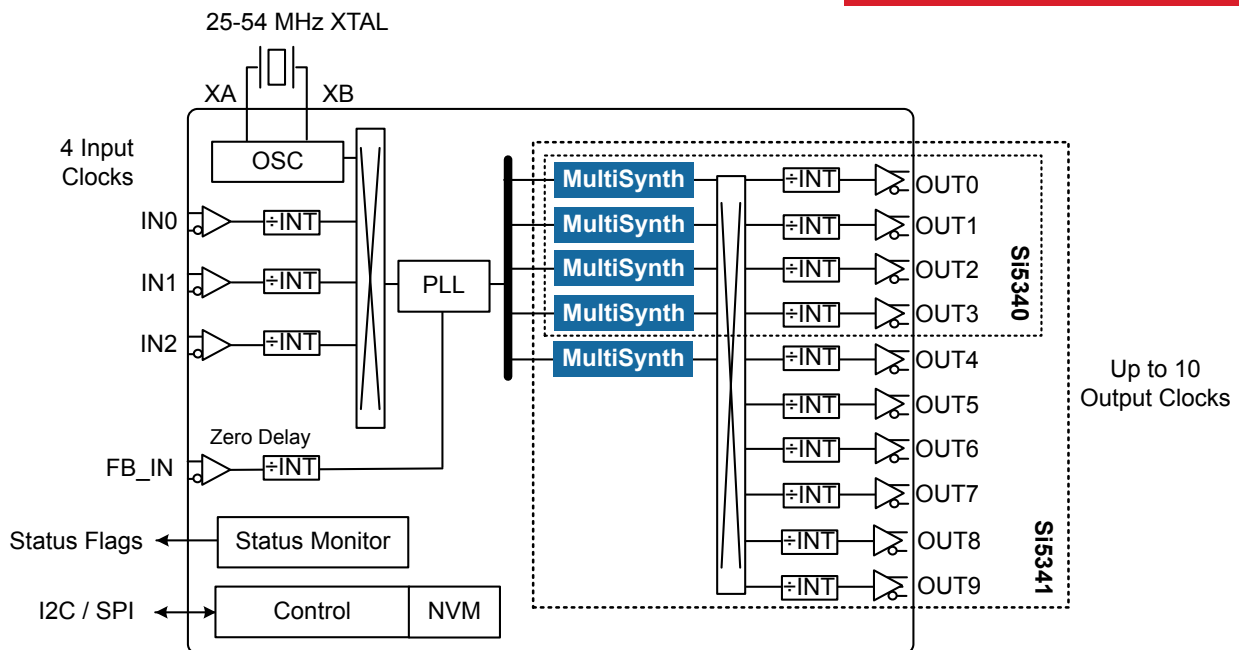 25-54 MHz XTAL
XA
XB
4 Input
Clocks
OSC
IN0
÷INT
IN1
÷INT
IN2
÷INT
PLL
Zero Delay
FB_IN
÷INT
Status Flags
Status Monitor
I2C / SPI
Control
NVM
MultiSynth
MultiSynth
MultiSynth
MultiSynth
MultiSynth
÷INT
OUT0
÷INT
OUT1
÷INT
OUT2
÷INT
OUT3
÷INT
OUT4
÷INT
OUT5
÷INT
OUT6
÷INT
OUT7
÷INT
OUT8
÷INT
OUT9
Si5340
Si5341
Up to 10
Output Clocks